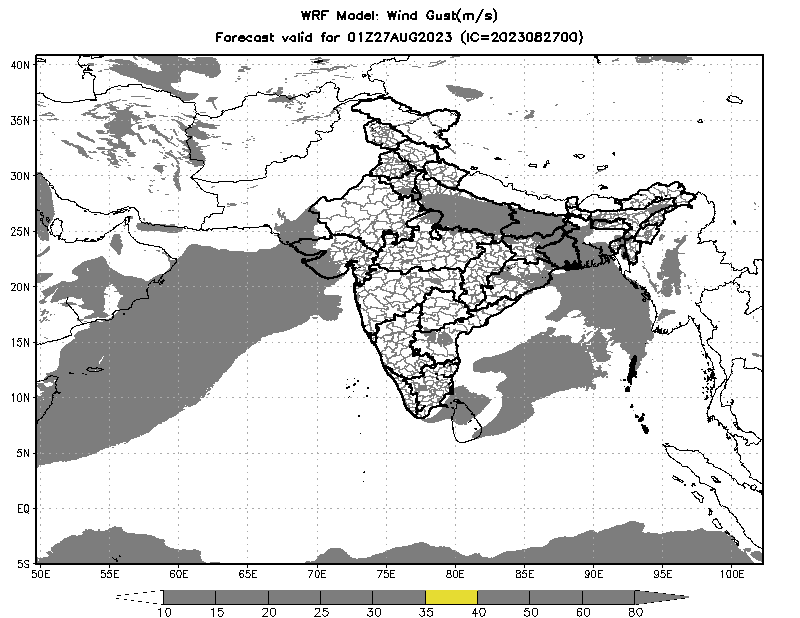 WRF Model: Wind Gust(m/s)
Forecast valid for 01Z27AUG2023 (IC=2023082700)
40N
35N
30N
25N
20N
15N
10N
5N
EQ
5S
50E 55E 60E 65E 70E 75E 80E 85E 90E 95E 100E
10 15 20 25 30 35 40 50 60 80